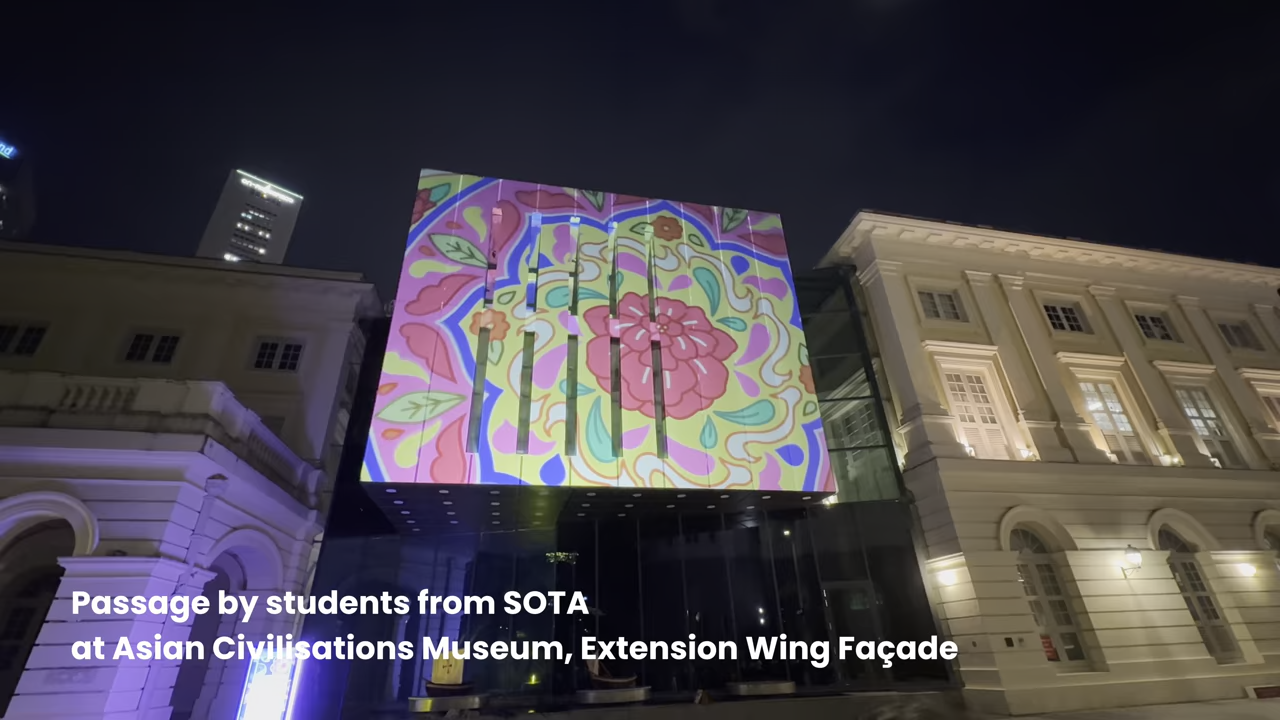 Passage by students from SOTA
at Asian Civilisations Museum, Extension Wing Façade